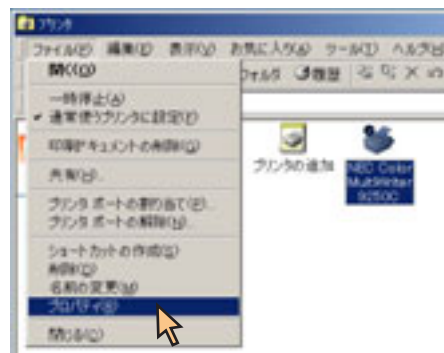 プリンタ
ファイル(F) 編集(E) 表示(V) お気に入り(A) ツール(T) ヘルプ(H)
フォルダ 履歴
開く(O)
一時停止(A)
通常使うプリンタに設定(F)
印刷ドキュメントの削除(G)
共有(H)...
プリンタ ポートの割り当て(E)...
プリンタ ポートの解除(N)...
ショートカットの作成(S)
削除(D)
名前の変更(M)
プロパティ(R)
閉じる(C)
プリンタの追加
NEC Color
MultiWriter
9250C